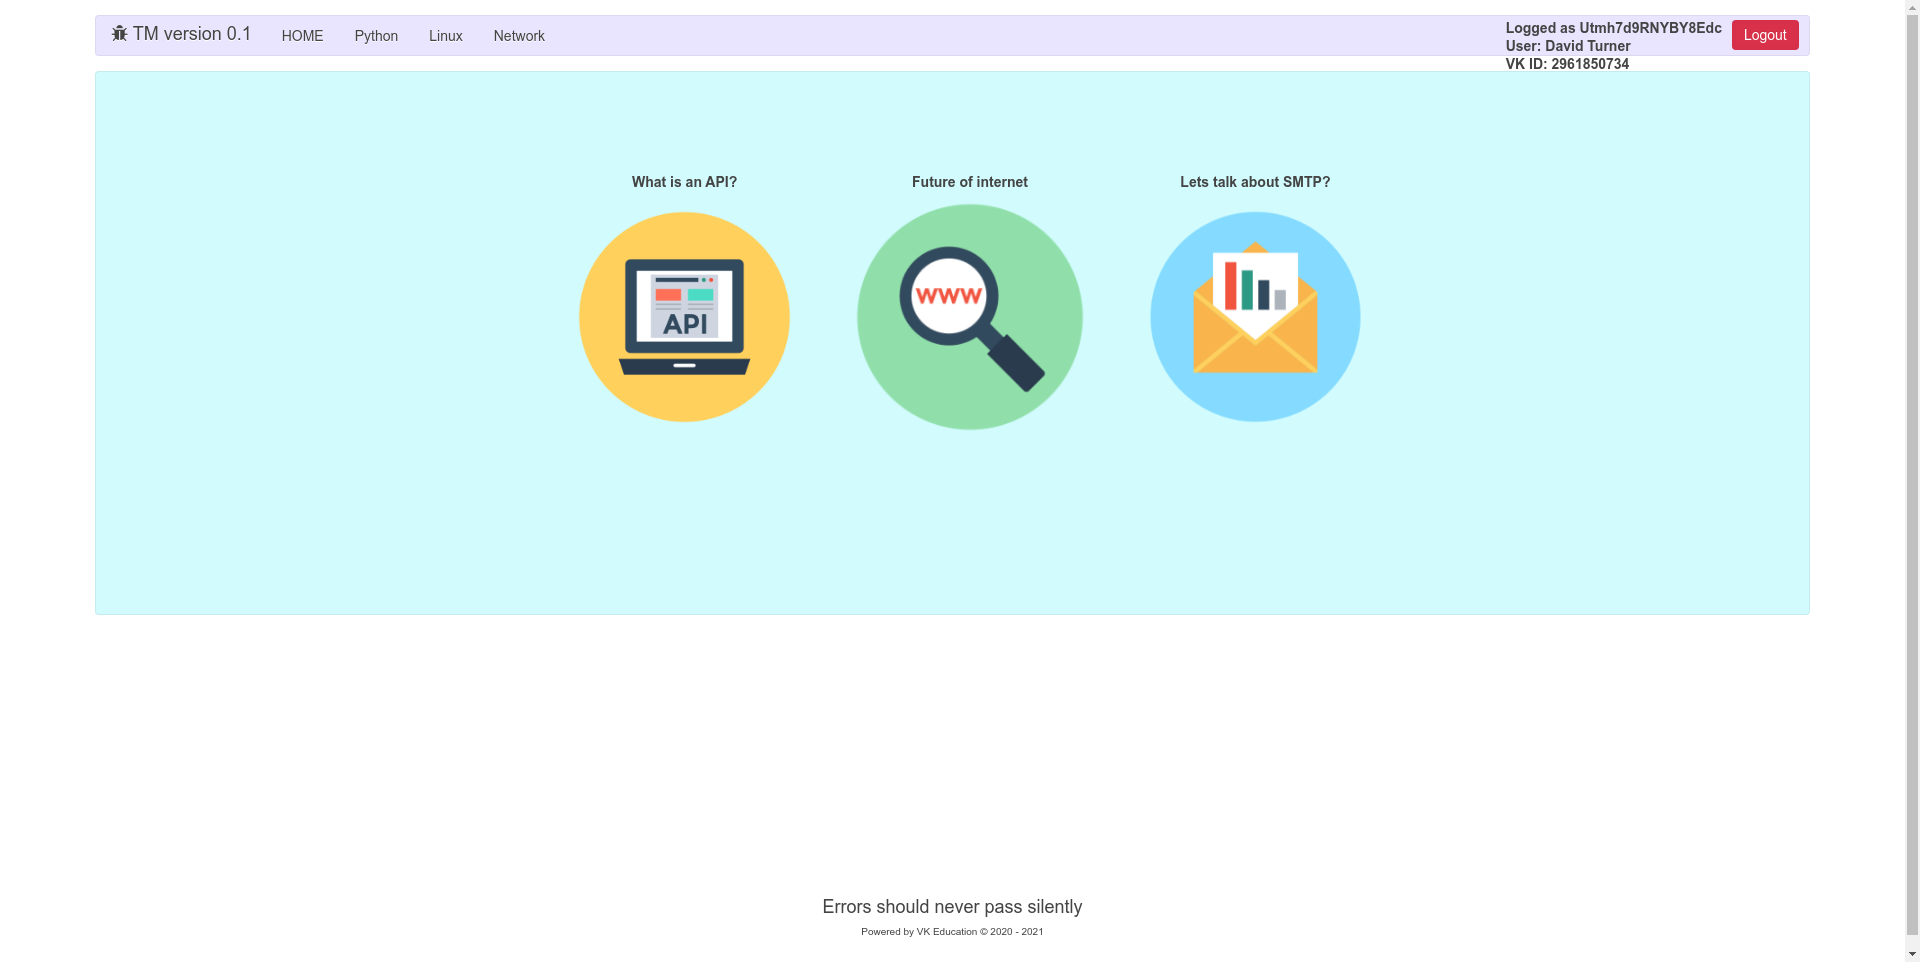 TM version 0.1
HOME
Python
Linux
Network
Logged as Utmh7d9RNYBY8Edc
User: David Turner
VK ID: 2961850734
Logout
What is an API?
Future of internet
Lets talk about SMTP?
API
WWW
Errors should never pass silently
Powered by VK Education © 2020 - 2021